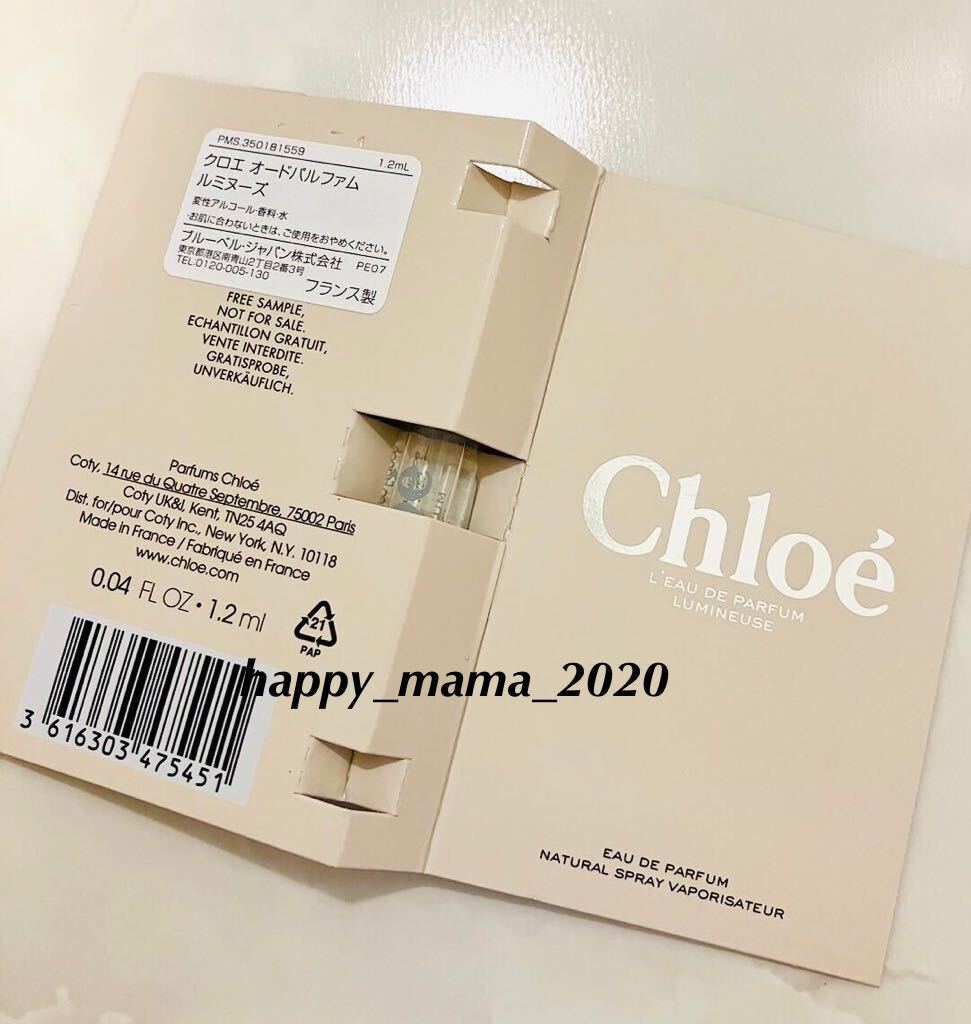 PMS.350181559 1.2mL
クロエ オードパルファム
ルミヌーズ
変性アルコール・香料・水
・お肌に合わないときは、ご使用をおやめください。
ブルーベル・ジャパン株式会社 PE07
東京都港区南青山2丁目2番3号
TEL.0120-005-130
フランス製
FREE SAMPLE,
NOT FOR SALE.
ECHANTILLON GRATUIT,
VENTE INTERDITE.
GRATISPROBE,
UNVERKÄUFLICH.
Parfums Chloé
Coty, 14 rue du Quatre Septembre, 75002 Paris
Coty UK&I, Kent, TN25 4AQ
Dist. for/pour Coty Inc., New York, N.Y. 10118
Made in France / Fabriqué en France
www.chloe.com
0.04 FL OZ • 1.2 ml
21
PAP
3 616303 475451
happy_mama_2020
Chloé
L'EAU DE PARFUM
LUMINEUSE
EAU DE PARFUM
NATURAL SPRAY VAPORISATEUR